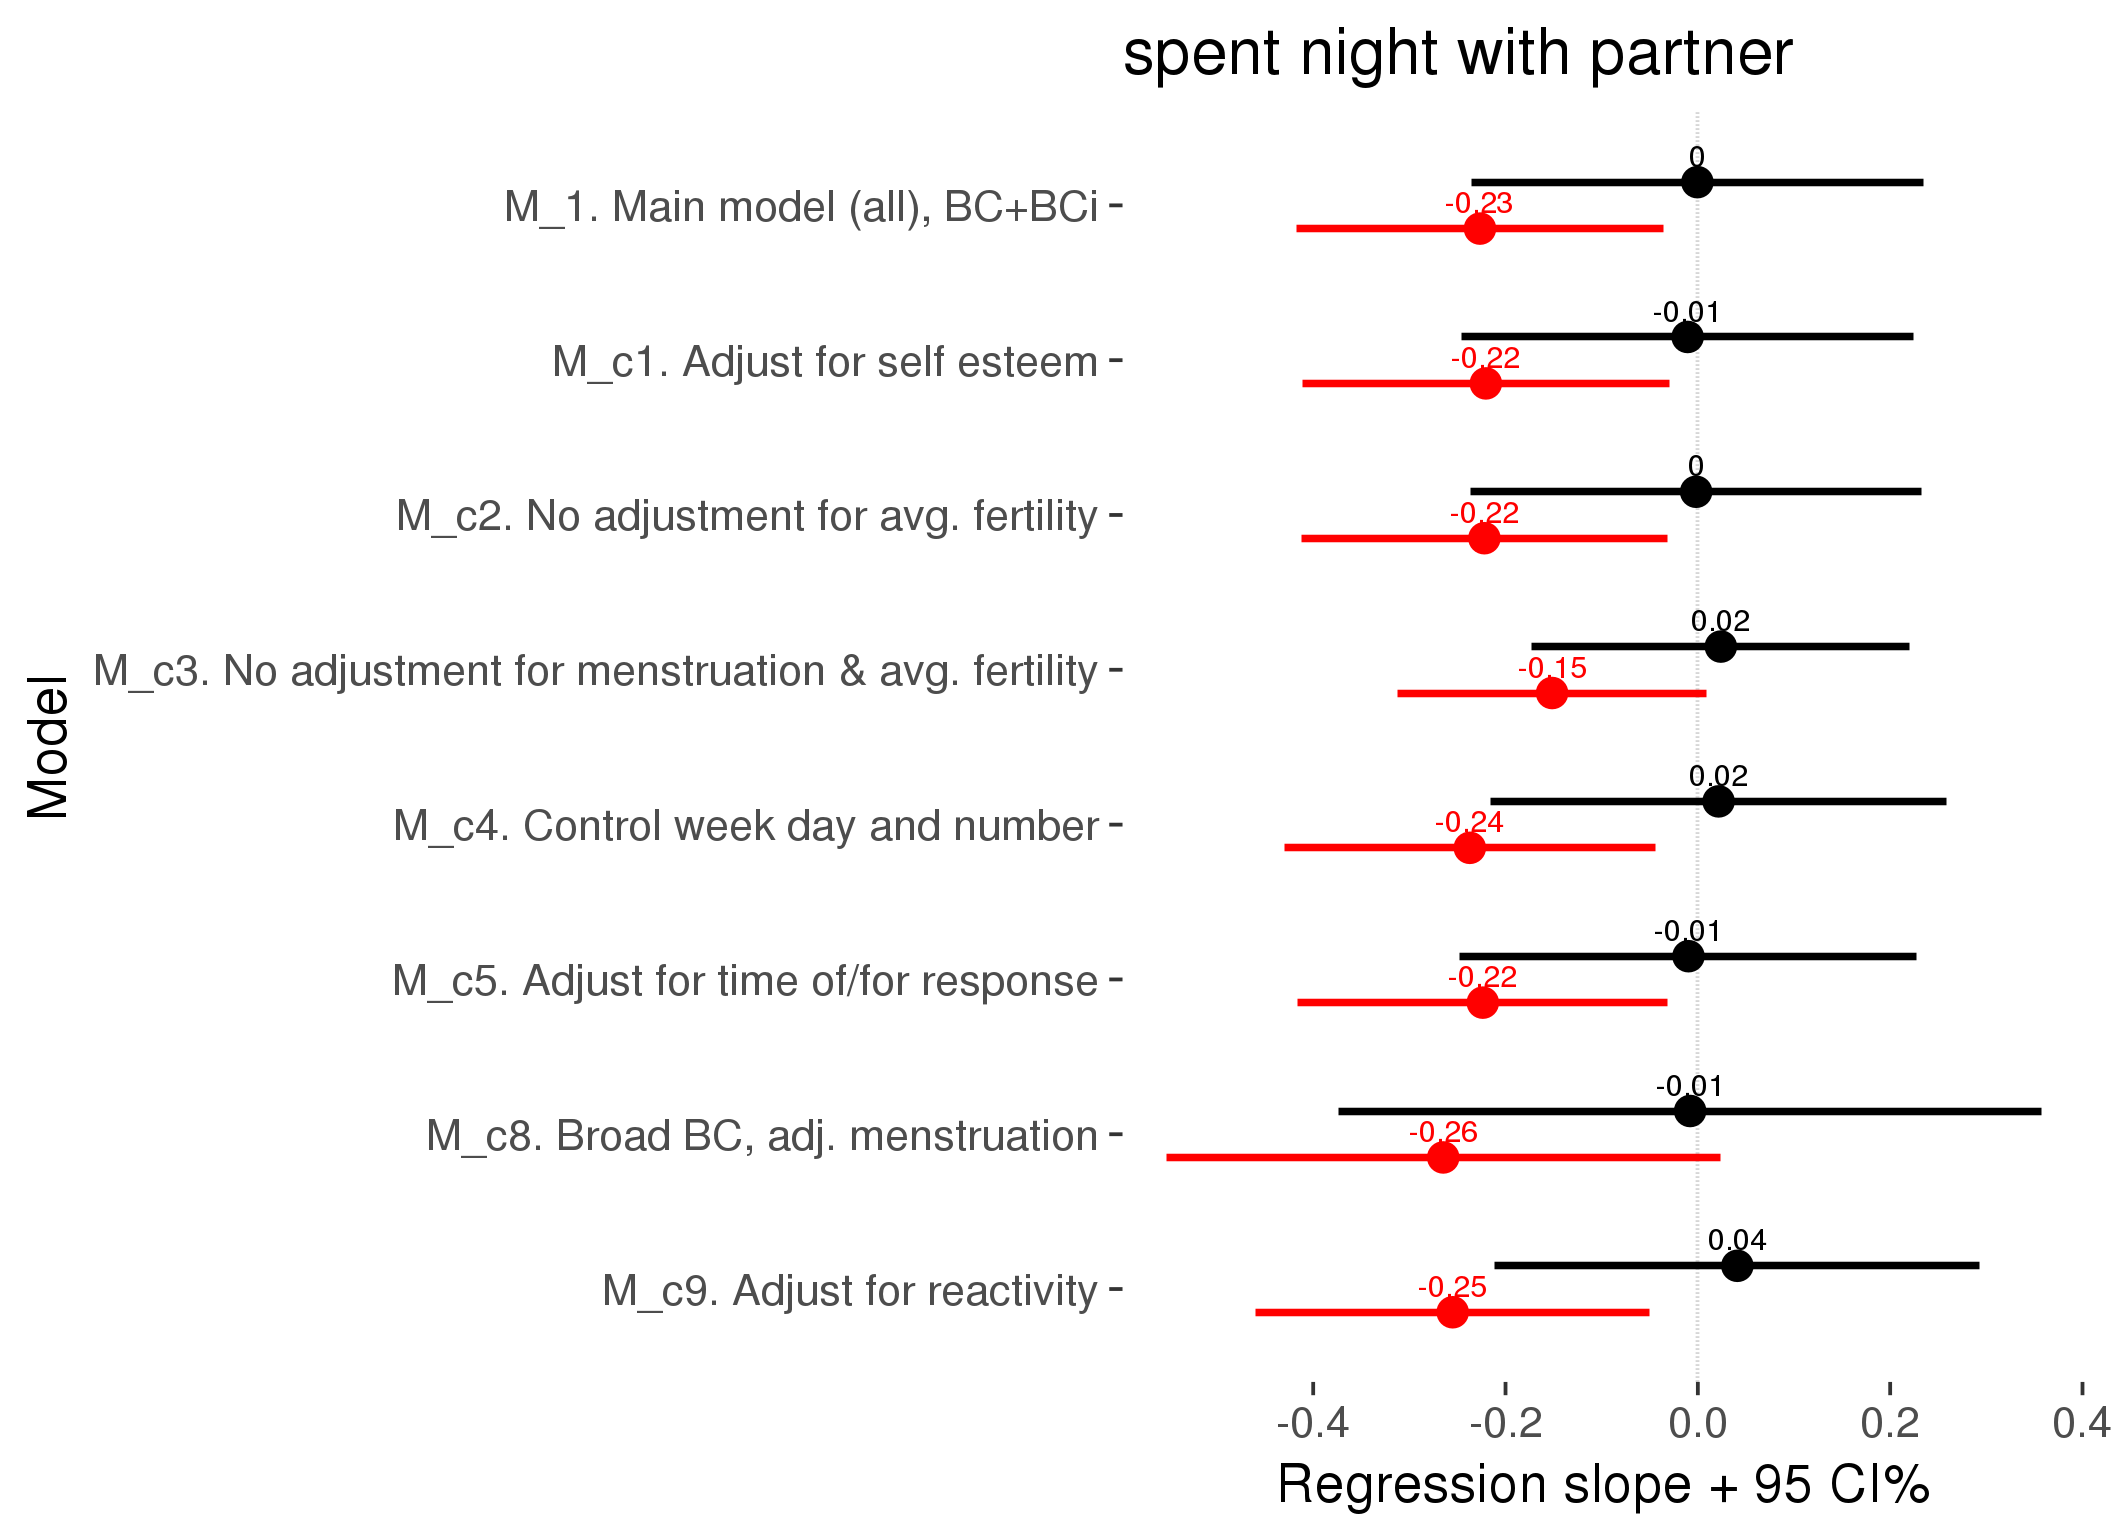 spent night with partner
0
M_1. Main model (all), BC+BCi
-0.23
-0.01
M_c1. Adjust for self esteem
-0.22
0
M_c2. No adjustment for avg. fertility
-0.22
0.02
M_c3. No adjustment for menstruation & avg. fertility
-0.15
0.02
M_c4. Control week day and number
-0.24
-0.01
M_c5. Adjust for time of/for response
-0.22
-0.01
M_c8. Broad BC, adj. menstruation
-0.26
0.04
M_c9. Adjust for reactivity
-0.25
Model
-0.4 -0.2 0.0 0.2 0.4
Regression slope + 95 CI%